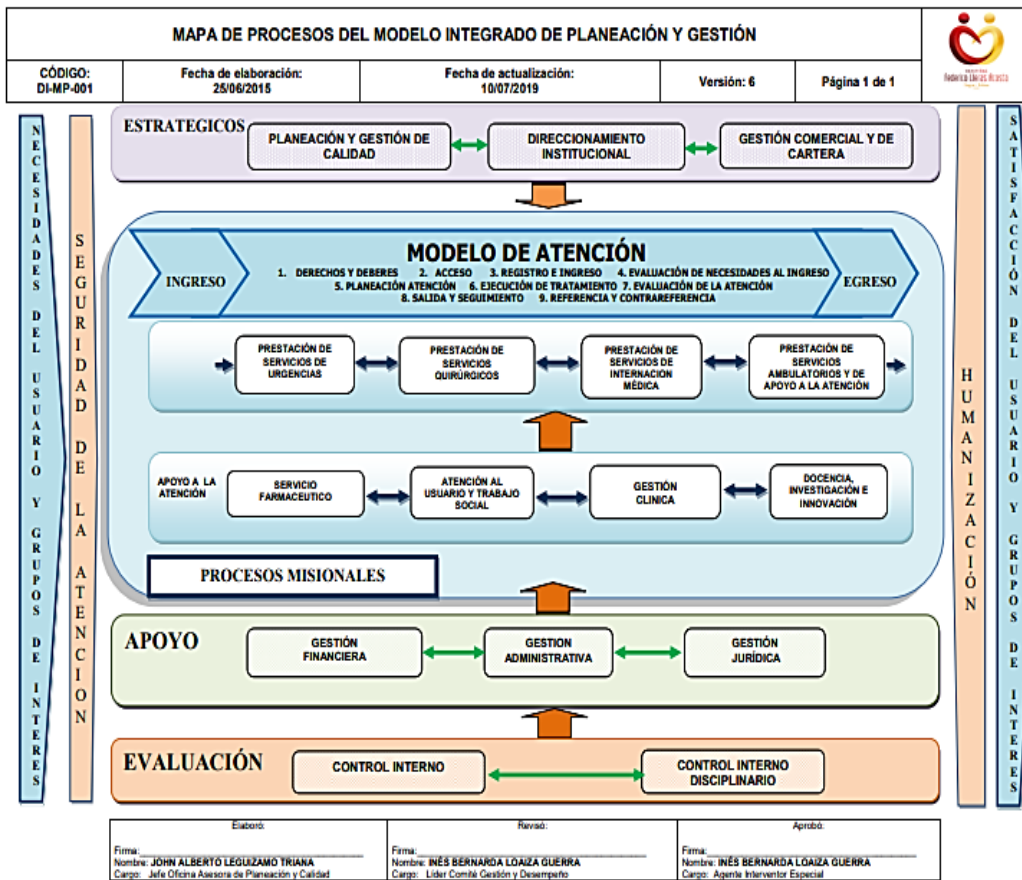 MAPA DE PROCESOS DEL MODELO INTEGRADO DE PLANEACIÓN Y GESTIÓN
Federico Lleras Acosta
CÓDIGO:
DI-MP-001
Fecha de elaboración:
25/06/2015
Fecha de actualización:
10/07/2019
Versión: 6
Página 1 de 1
NECESIDADES DEL USUARIO Y GRUPOS DE INTERES
SEGURIDAD DE LA ATENCION
ESTRATEGICOS
PLANEACIÓN Y GESTIÓN DE
CALIDAD
DIRECCIONAMIENTO
INSTITUCIONAL
GESTIÓN COMERCIAL Y DE
CARTERA
MODELO DE ATENCIÓN
INGRESO
1. DERECHOS Y DEBERES 2. ACCESO 3. REGISTRO E INGRESO 4. EVALUACIÓN DE NECESIDADES AL INGRESO
5. PLANEACIÓN ATENCIÓN 6. EJECUCIÓN DE TRATAMIENTO 7. EVALUACIÓN DE LA ATENCIÓN
8. SALIDA Y SEGUIMIENTO 9. REFERENCIA Y CONTRAREFERENCIA
EGRESO
PRESTACIÓN DE
SERVICIOS DE
URGENCIAS
PRESTACIÓN DE
SERVICIOS
QUIRÚRGICOS
PRESTACIÓN DE
SERVICIOS DE
INTERNACION
MÉDICA
PRESTACIÓN DE
SERVICIOS
AMBULATORIOS Y DE
APOYO A LA ATENCIÓN
APOYO A LA
ATENCIÓN
SERVICIO
FARMACEUTICO
ATENCIÓN AL
USUARIO Y TRABAJO
SOCIAL
GESTIÓN
CLINICA
DOCENCIA,
INVESTIGACIÓN E
INNOVACIÓN
PROCESOS MISIONALES
APOYO
GESTIÓN
FINANCIERA
GESTION
ADMINISTRATIVA
GESTIÓN
JURÍDICA
EVALUACIÓN
CONTROL INTERNO
CONTROL INTERNO
DISCIPLINARIO
HUMANIZACIÓN
SATISFACCIÓN DEL USUARIO Y GRUPOS DE INTERES
Elaboró:
Firma:
Nombre: JOHN ALBERTO LEGUIZAMO TRIANA
Cargo: Jefe Oficina Asesora de Planeación y Calidad
Revisó:
Firma:
Nombre: INÉS BERNARDA LOAIZA GUERRA
Cargo: Líder Comité Gestión y Desempeño
Aprobó:
Firma:
Nombre: INÉS BERNARDA LOAIZA GUERRA
Cargo: Agente Interventor Especial